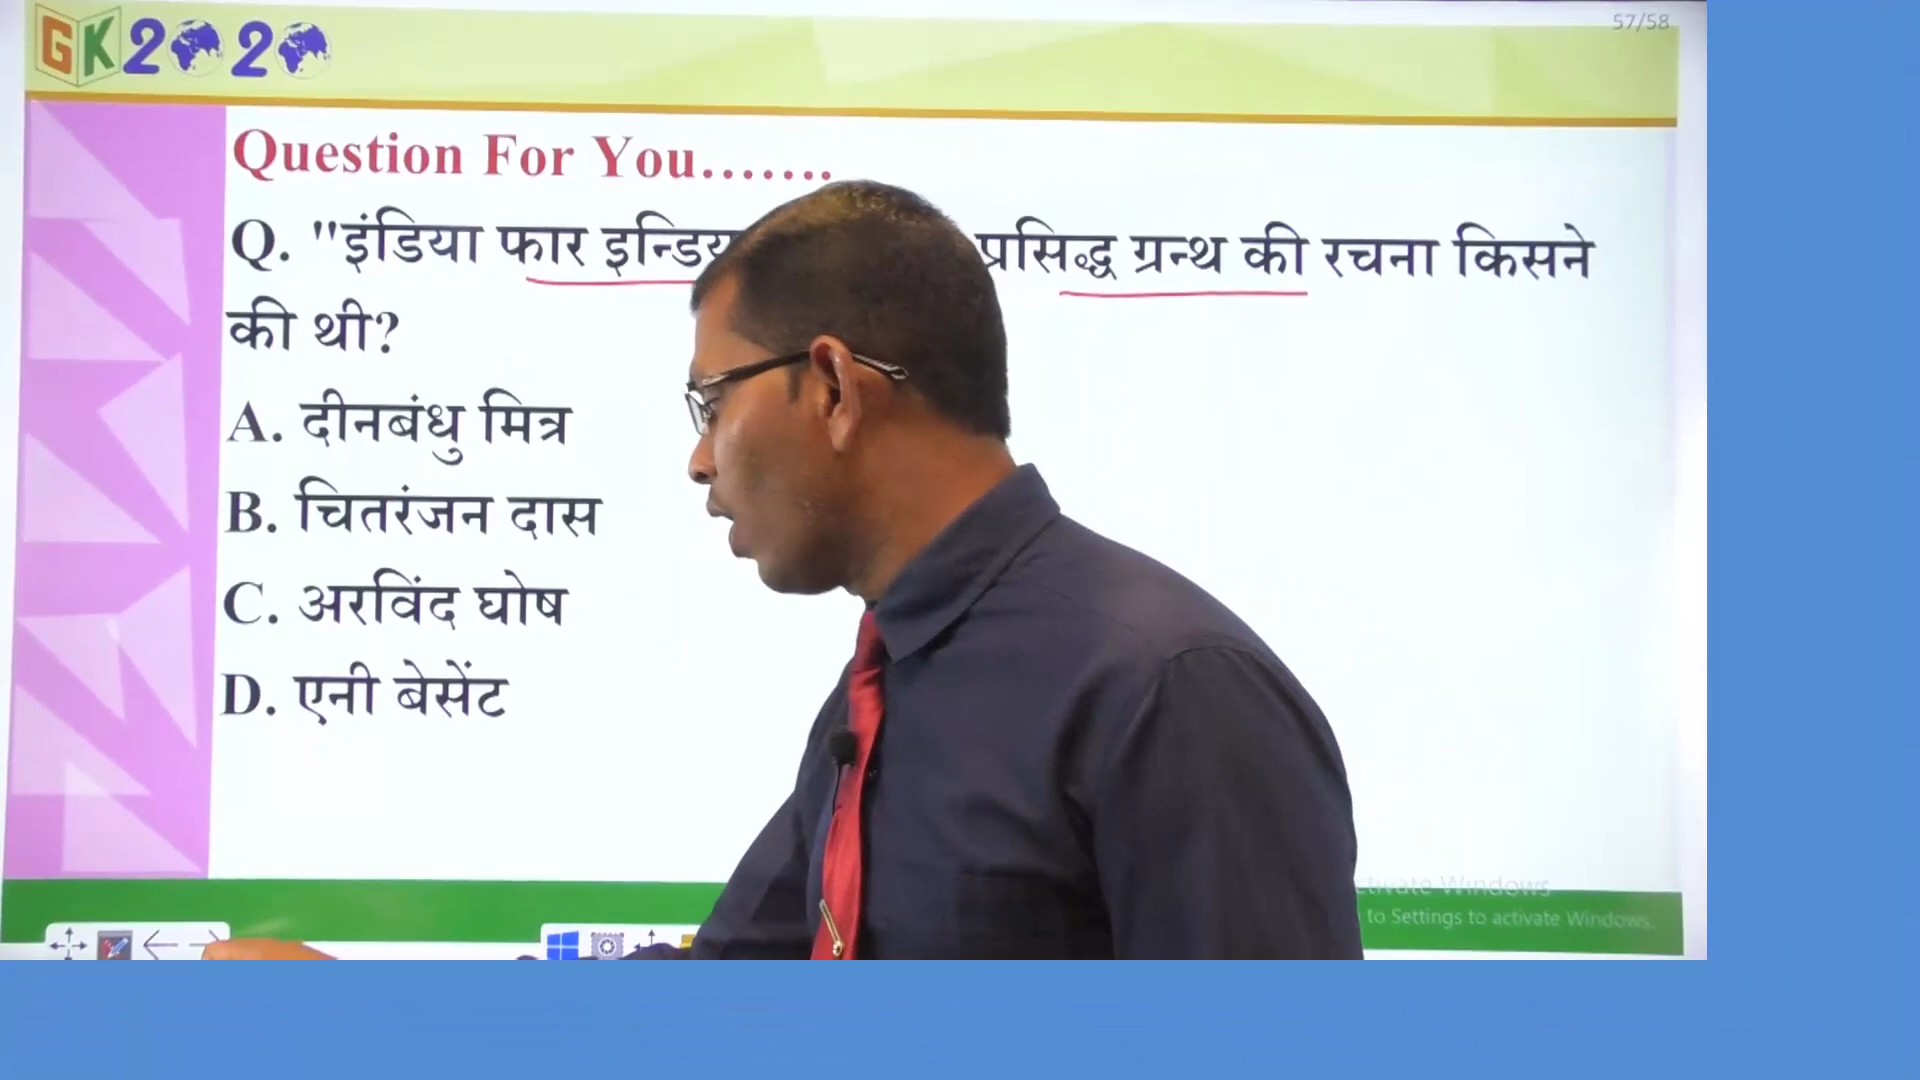 57/58
GK2020
Question For You.......
Q. "इंडिया फार प्रसिद्ध ग्रन्थ की रचना किसने
की थी?
A. दीनबंधु मित्र
B. चितरंजन दास
C. अरविंद घोष
D. एनी बेसेंट
Windows
to Settings to activate Windows.